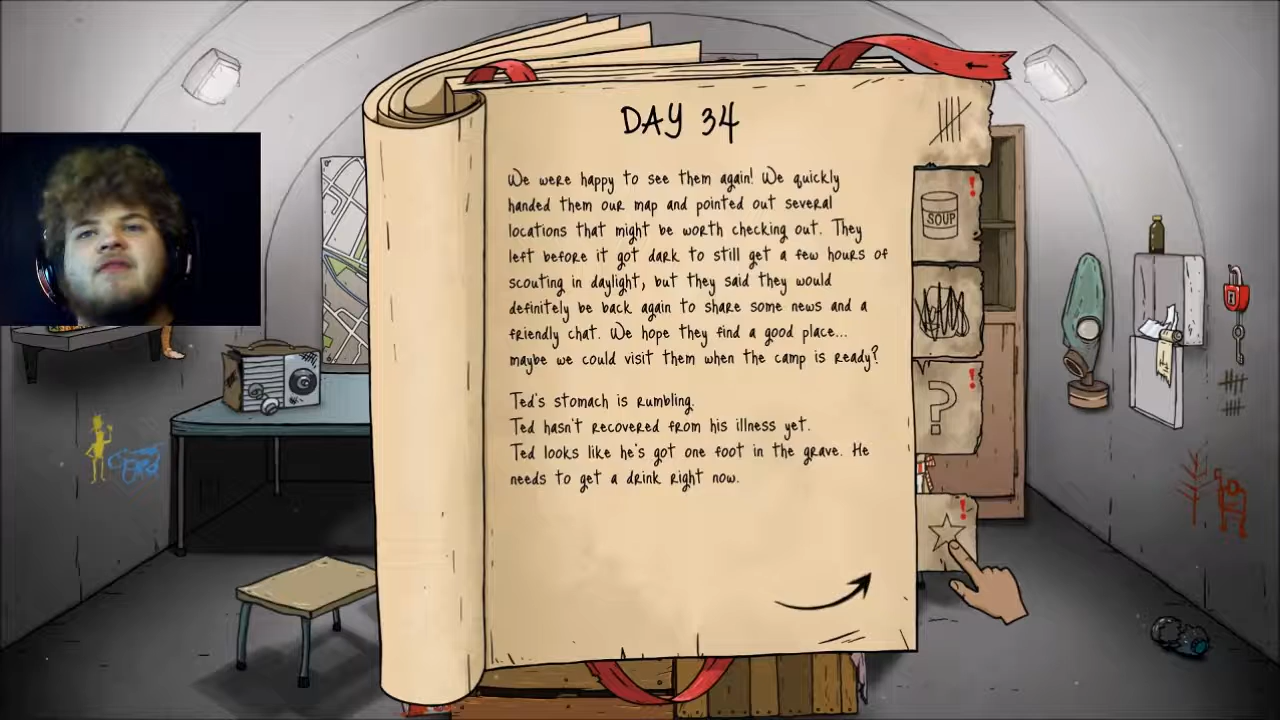 DAY 34
We were happy to see them again! We quickly
handed them our map and pointed out several
locations that might be worth checking out. They
left before it got dark to still get a few hours of
scouting in daylight, but they said they would
definitely be back again to share some news and a
friendly chat. We hope they find a good place...
maybe we could visit them when the camp is ready?
Ted's stomach is rumbling.
Ted hasn't recovered from his illness yet.
Ted looks like he's got one foot in the grave. He
needs to get a drink right now.
!
SOUP
!
?
!